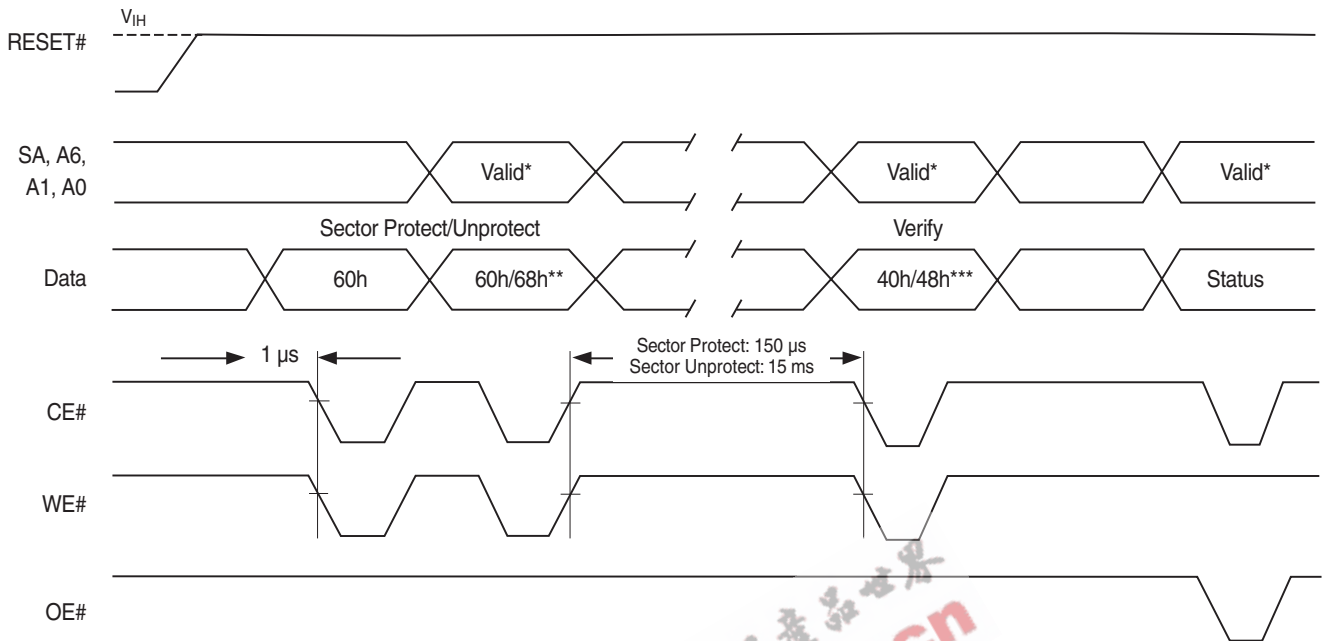 VIH
RESET#
SA, A6,
A1, A0
Valid*
Valid*
Valid*
Sector Protect/Unprotect
Verify
Data
60h
60h/68h**
40h/48h***
Status
1 µs
Sector Protect: 150 µs
Sector Unprotect: 15 ms
CE#
WE#
OE#